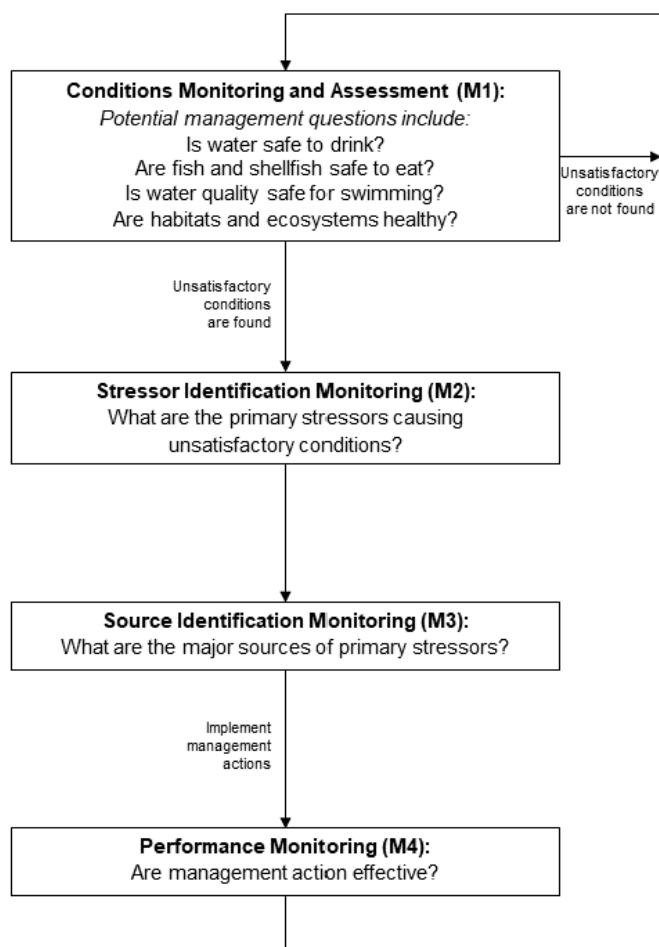 Conditions Monitoring and Assessment (M1):
Potential management questions include:
Is water safe to drink?
Are fish and shellfish safe to eat?
Is water quality safe for swimming?
Are habitats and ecosystems healthy?
Unsatisfactory
conditions
are not found
Unsatisfactory
conditions
are found
Stressor Identification Monitoring (M2):
What are the primary stressors causing
unsatisfactory conditions?
Source Identification Monitoring (M3):
What are the major sources of primary stressors?
Implement
management
actions
Performance Monitoring (M4):
Are management action effective?